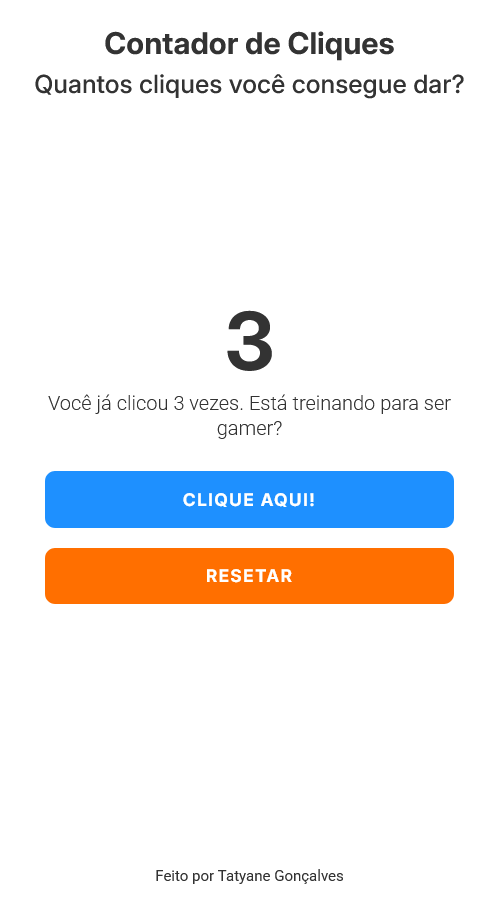 Contador de Cliques
Quantos cliques você consegue dar?
3
Você já clicou 3 vezes. Está treinando para ser
gamer?
CLIQUE AQUI!
RESETAR
Feito por Tatyane Gonçalves